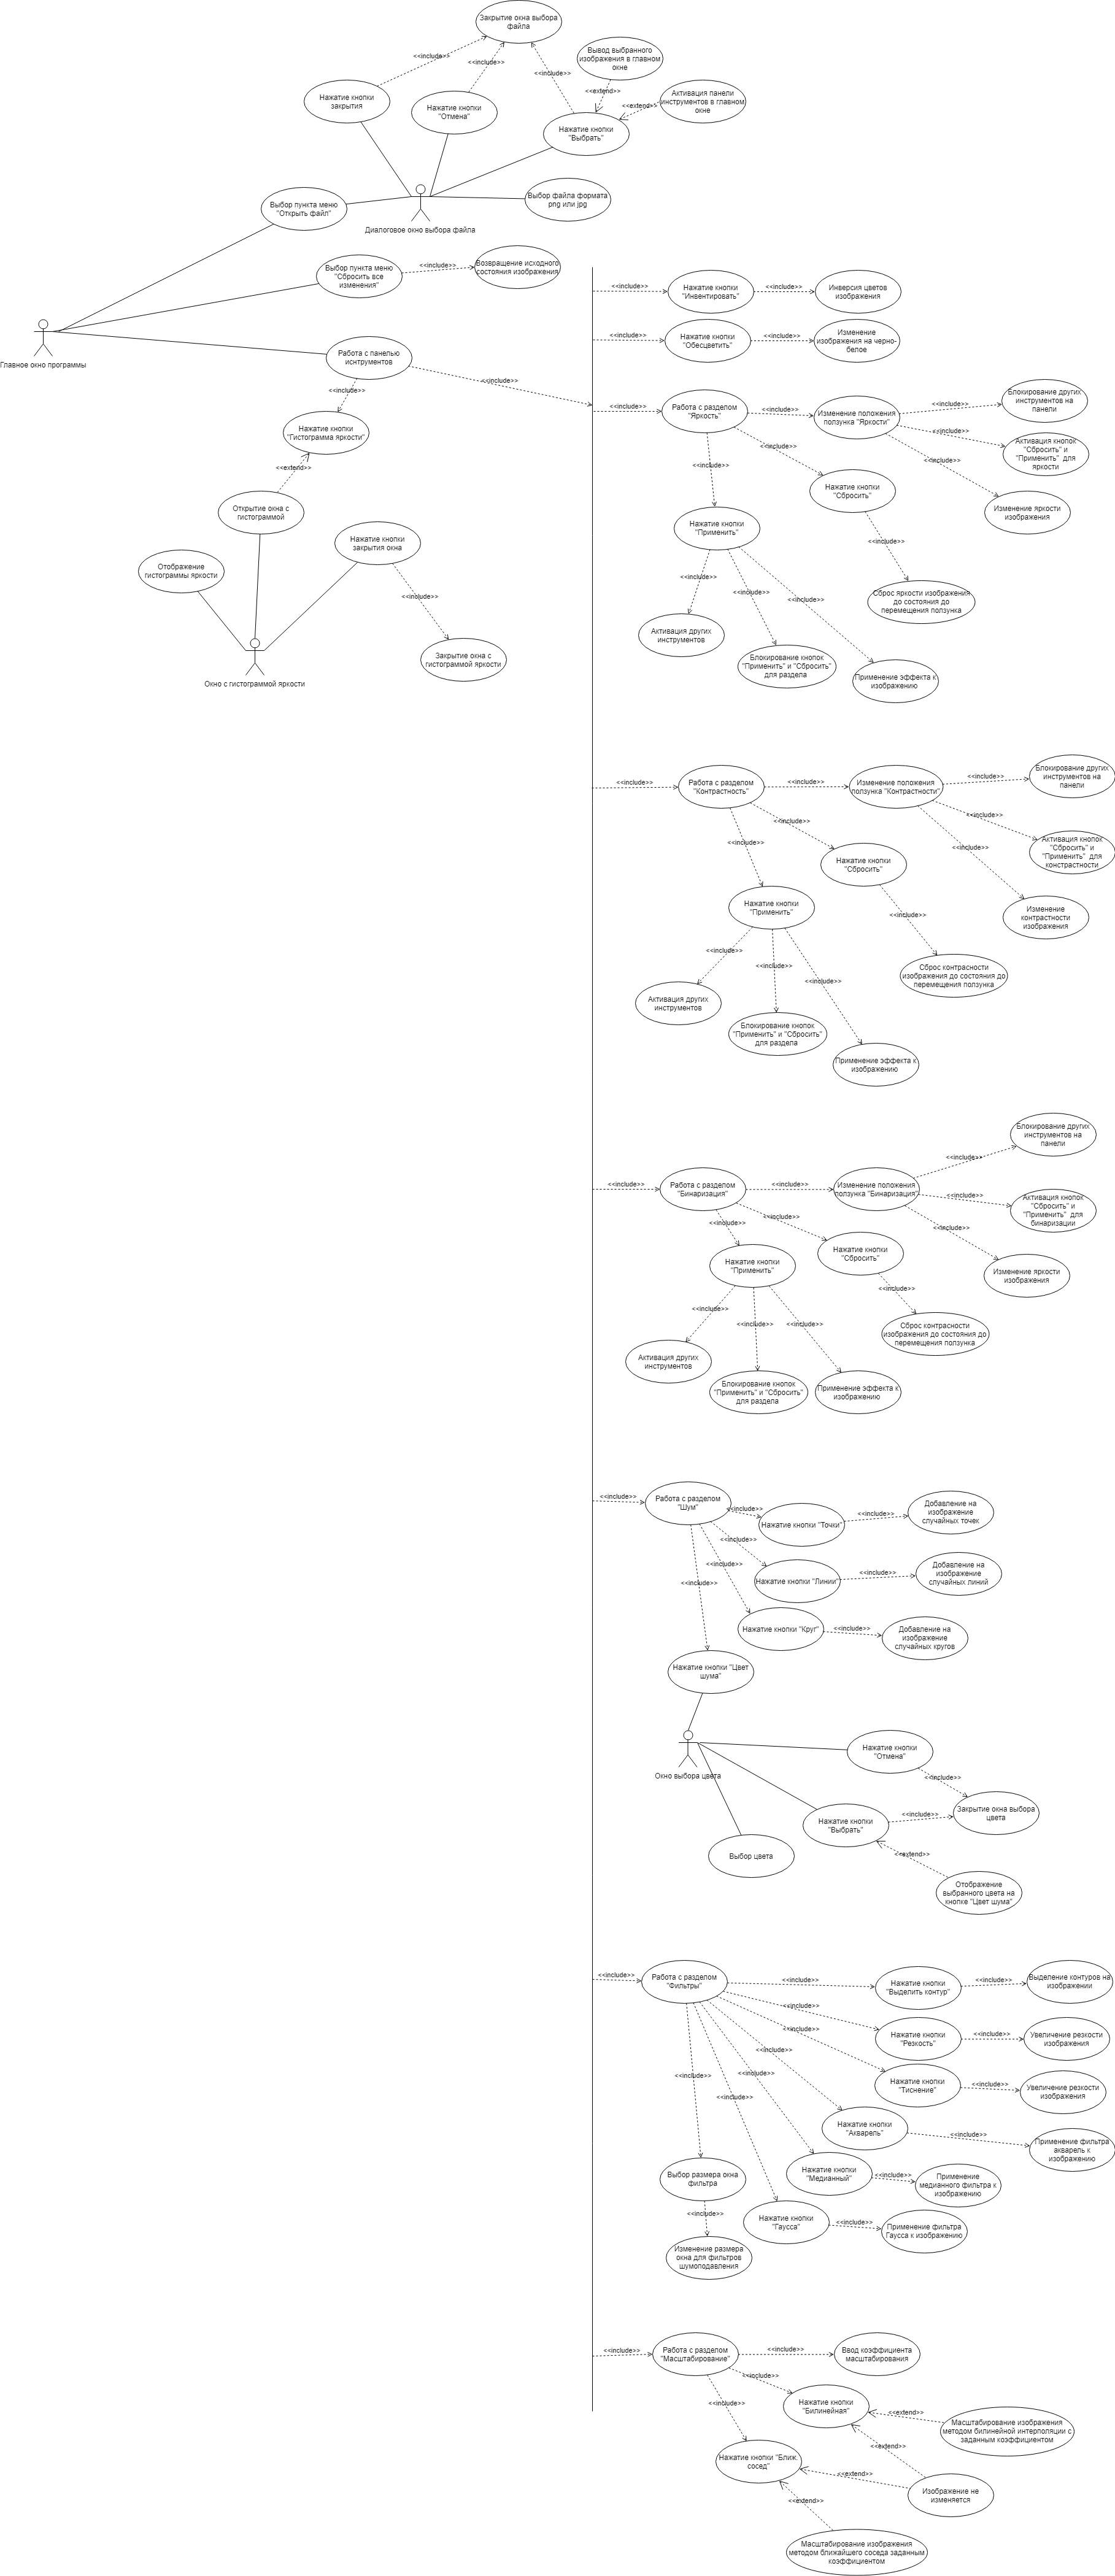 Закрытие окна выбора
файла
<<include>>
<<include>>
<<include>>
Вывод выбранного
изображения в главном
окне
<<extend>>
Активация панели
инструментов в главном
окне
<<extend>>
Нажатие кнопки
закрытия
Нажатие кнопки
"Отмена"
Нажатие кнопки
"Выбрать"
Выбор пункта меню
"Открыть файл"
Выбор файла формата
png или jpg
Диалоговое окно выбора файла
Выбор пункта меню
"Сбросить все
изменения"
<<include>>
Возвращение исходного
состояния изображения
Главное окно программы
Работа с панелью
иснтрументов
<<include>>
<<include>>
Нажатие кнопки
"Гистограмма яркости"
<<extend>>
Открытие окна с
гистограммой
Нажатие кнопки
закрытия окна
Отображение
гистограммы яркости
<<include>>
Закрытие окна с
гистограммой яркости
Окно с гистограммой яркости
<<include>>
Нажатие кнопки
"Инвентировать"
<<include>>
Инверсия цветов
изображения
<<include>>
Нажатие кнопки
"Обесцветить"
<<include>>
Изменение
изображения на черно-
белое
<<include>>
Работа с разделом
"Яркость"
<<include>>
Изменение положения
ползунка "Яркости"
<<include>>
Блокирование других
инструментов на
панели
<<include>>
Активация кнопок
"Сбросить" и
"Применить"  для
яркости
<<include>>
Изменение яркости
изображения
<<include>>
Нажатие кнопки
"Сбросить"
<<include>>
Сброс яркости изображения
до состояния до
перемещения ползунка
<<include>>
Нажатие кнопки
"Применить"
<<include>>
<<include>>
<<include>>
Активация других
инструментов
Блокирование кнопок
"Применить" и "Сбросить"
для раздела
Применение эффекта к
изображению
<<include>>
Работа с разделом
"Контрастность"
<<include>>
Изменение положения
ползунка "Контрастности"
<<include>>
Блокирование других
инструментов на
панели
<<include>>
Активация кнопок
"Сбросить" и
"Применить"  для
констрастности
<<include>>
Изменение
контрастности
изображения
<<include>>
Нажатие кнопки
"Сбросить"
<<include>>
Сброс контрасности
изображения до состояния до
перемещения ползунка
<<include>>
Нажатие кнопки
"Применить"
<<include>>
<<include>>
<<include>>
Активация других
инструментов
Блокирование кнопок
"Применить" и "Сбросить"
для раздела
Применение эффекта к
изображению
<<include>>
Работа с разделом
"Бинаризация"
<<include>>
Изменение положения
ползунка "Бинаризация"
<<include>>
Блокирование других
инструментов на
панели
<<include>>
Активация кнопок
"Сбросить" и
"Применить"  для
бинаризации
<<include>>
Изменение яркости
изображения
<<include>>
Нажатие кнопки
"Сбросить"
<<include>>
Сброс контрасности
изображения до состояния до
перемещения ползунка
<<include>>
Нажатие кнопки
"Применить"
<<include>>
<<include>>
<<include>>
Активация других
инструментов
Блокирование кнопок
"Применить" и "Сбросить"
для раздела
Применение эффекта к
изображению
<<include>>
Работа с разделом
"Шум"
<<include>>
Нажатие кнопки "Точки"
<<include>>
Добавление на
изображение
случайных точек
<<include>>
Нажатие кнопки "Линии"
<<include>>
Добавление на
изображение
случайных линий
<<include>>
Нажатие кнопки "Круг"
<<include>>
Добавление на
изображение
случайных кругов
<<include>>
Нажатие кнопки "Цвет
шума"
Окно выбора цвета
Нажатие кнопки
"Отмена"
<<include>>
Закрытие окна выбора
цвета
Нажатие кнопки
"Выбрать"
<<include>>
<<extend>>
Выбор цвета
Отображение
выбранного цвета на
кнопке "Цвет шума"
<<include>>
Работа с разделом
"Фильтры"
<<include>>
Нажатие кнопки
"Выделить контур"
<<include>>
Выделение контуров на
изображении
<<include>>
Нажатие кнопки
"Резкость"
<<include>>
Увеличение резкости
изображения
<<include>>
Нажатие кнопки
"Тиснение"
<<include>>
Увеличение резкости
изображения
<<include>>
Нажатие кнопки
"Акварель"
<<include>>
Применение фильтра
акварель к
изображению
<<include>>
Нажатие кнопки
"Медианный"
<<include>>
Применение
медианного фильтра к
изображению
<<include>>
Нажатие кнопки
"Гаусса"
<<include>>
Применение фильтра
Гаусса к изображению
<<include>>
Выбор размера окна
фильтра
<<include>>
Изменение размера
окна для фильтров
шумоподавления
<<include>>
Работа с разделом
"Масштабирование"
<<include>>
Ввод коэффициента
масштабирования
<<include>>
Нажатие кнопки
"Билинейная"
<<extend>>
Масштабирование изображения
методом билинейной интерполяции с
заданным коэффициентом
<<include>>
Нажатие кнопки "Ближ.
сосед"
<<extend>>
<<extend>>
Изображение не
изменяется
<<extend>>
Масштабирование изображения
методом ближайшего соседа заданным
коэффициентом